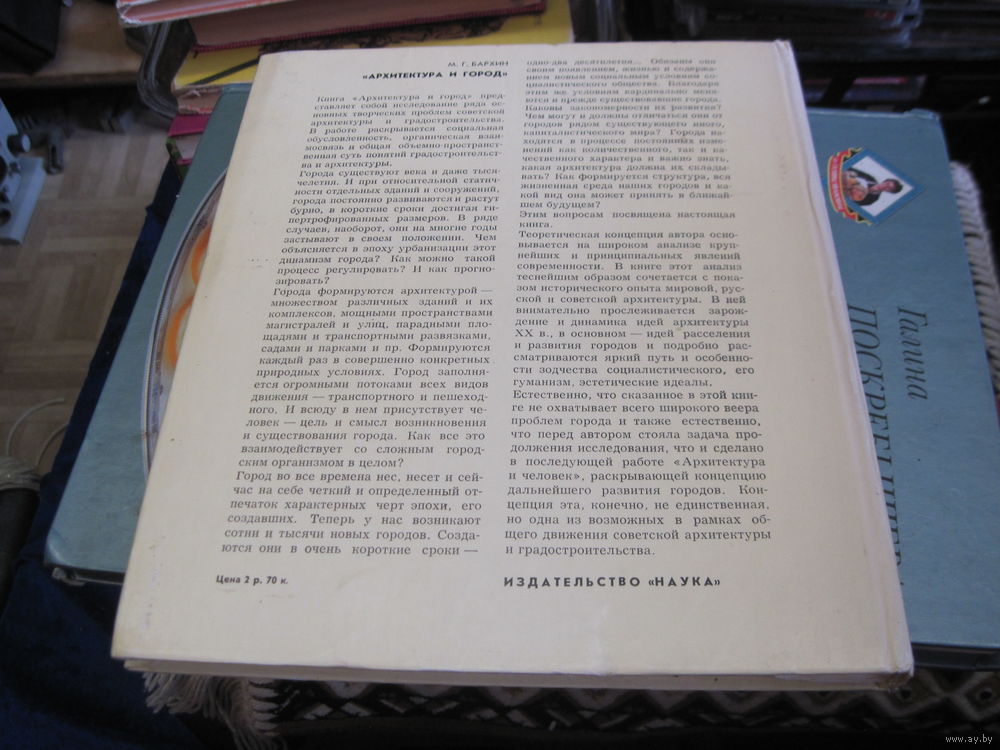 М. Г. БАРХИН
«АРХИТЕКТУРА И ГОРОД»
Книга «Архитектура и город» пред-
ставляет собой исследование ряда ос-
новных творческих проблем советской
архитектуры и градостроительства.
В работе раскрывается социальная
обусловленность, органическая взаи-
мосвязь и общая объемно-пространст-
венная суть понятий градостроительст-
ва и архитектуры.
Города существуют века и даже тыся-
челетия. И при относительной статич-
ности отдельных зданий и сооружений,
города постоянно развиваются и растут
бурно, в короткие сроки достигая ги-
пертрофированных размеров. В ряде
случаев, наоборот, они на многие годы
застывают в своем положении. Чем
объясняется в эпоху урбанизации этот
динамизм города? Как можно такой
процесс регулировать? И как прогно-
зировать?
Города формируются архитектурой —
множеством различных зданий и их
комплексов, мощными пространствами
магистралей и улиц, парадными пло-
щадями и транспортными развязками,
садами и парками и пр. Формируются
каждый раз в совершенно конкретных
природных условиях. Город заполня-
ется огромными потоками всех видов
движения — транспортного и пешеход-
ного. И всюду в нем присутствует че-
ловек — цель и смысл возникновения
и существования города. Как все это
взаимодействует со сложным город-
ским организмом в целом?
Город во все времена нес, несет и сей-
час на себе четкий и определенный от-
печаток характерных черт эпохи, его
создавших. Теперь у нас возникают
сотни и тысячи новых городов. Созда-
ются они в очень короткие сроки —
одно-два десятилетия... Обязаны они
своим появлением, жизнью и содержа-
нием новым социальным условиям со-
циалистического общества. Благодаря
этим же условиям кардинально меня-
ются и прежде существовавшие города.
Каковы закономерности их развития?
Чем могут и должны отличаться они от
городов рядом существующего иного,
капиталистического мира? Города на-
ходятся в процессе постоянных изме-
нений как количественного, так и ка-
чественного характера и важно знать,
какая архитектура должна их склады-
вать? Как формируется структура, вся
жизненная среда наших городов и ка-
кой вид она может принять в ближай-
шем будущем?
Этим вопросам посвящена настоящая
книга.
Теоретическая концепция автора осно-
вывается на широком анализе круп-
нейших и принципиальных явлений
современности. В книге этот анализ
теснейшим образом сочетается с пока-
зом исторического опыта мировой, рус-
ской и советской архитектуры. В ней
внимательно прослеживается зарож-
дение и динамика идей архитектуры
XX в., в основном — идей расселения
и развития городов и подробно рас-
сматриваются яркий путь и особенно-
сти зодчества социалистического, его
гуманизм, эстетические идеалы.
Естественно, что сказанное в этой кни-
ге не охватывает всего широкого веера
проблем города и также естественно,
что перед автором стояла задача про-
должения исследования, что и сделано
в последующей работе «Архитектура
и человек», раскрывающей концепцию
дальнейшего развития городов. Кон-
цепция эта, конечно, не единственная,
но одна из возможных в рамках об-
щего движения советской архитектуры
и градостроительства.
Цена 2 р. 70 к.
ИЗДАТЕЛЬСТВО «НАУКА»
Галина
www.ay.by